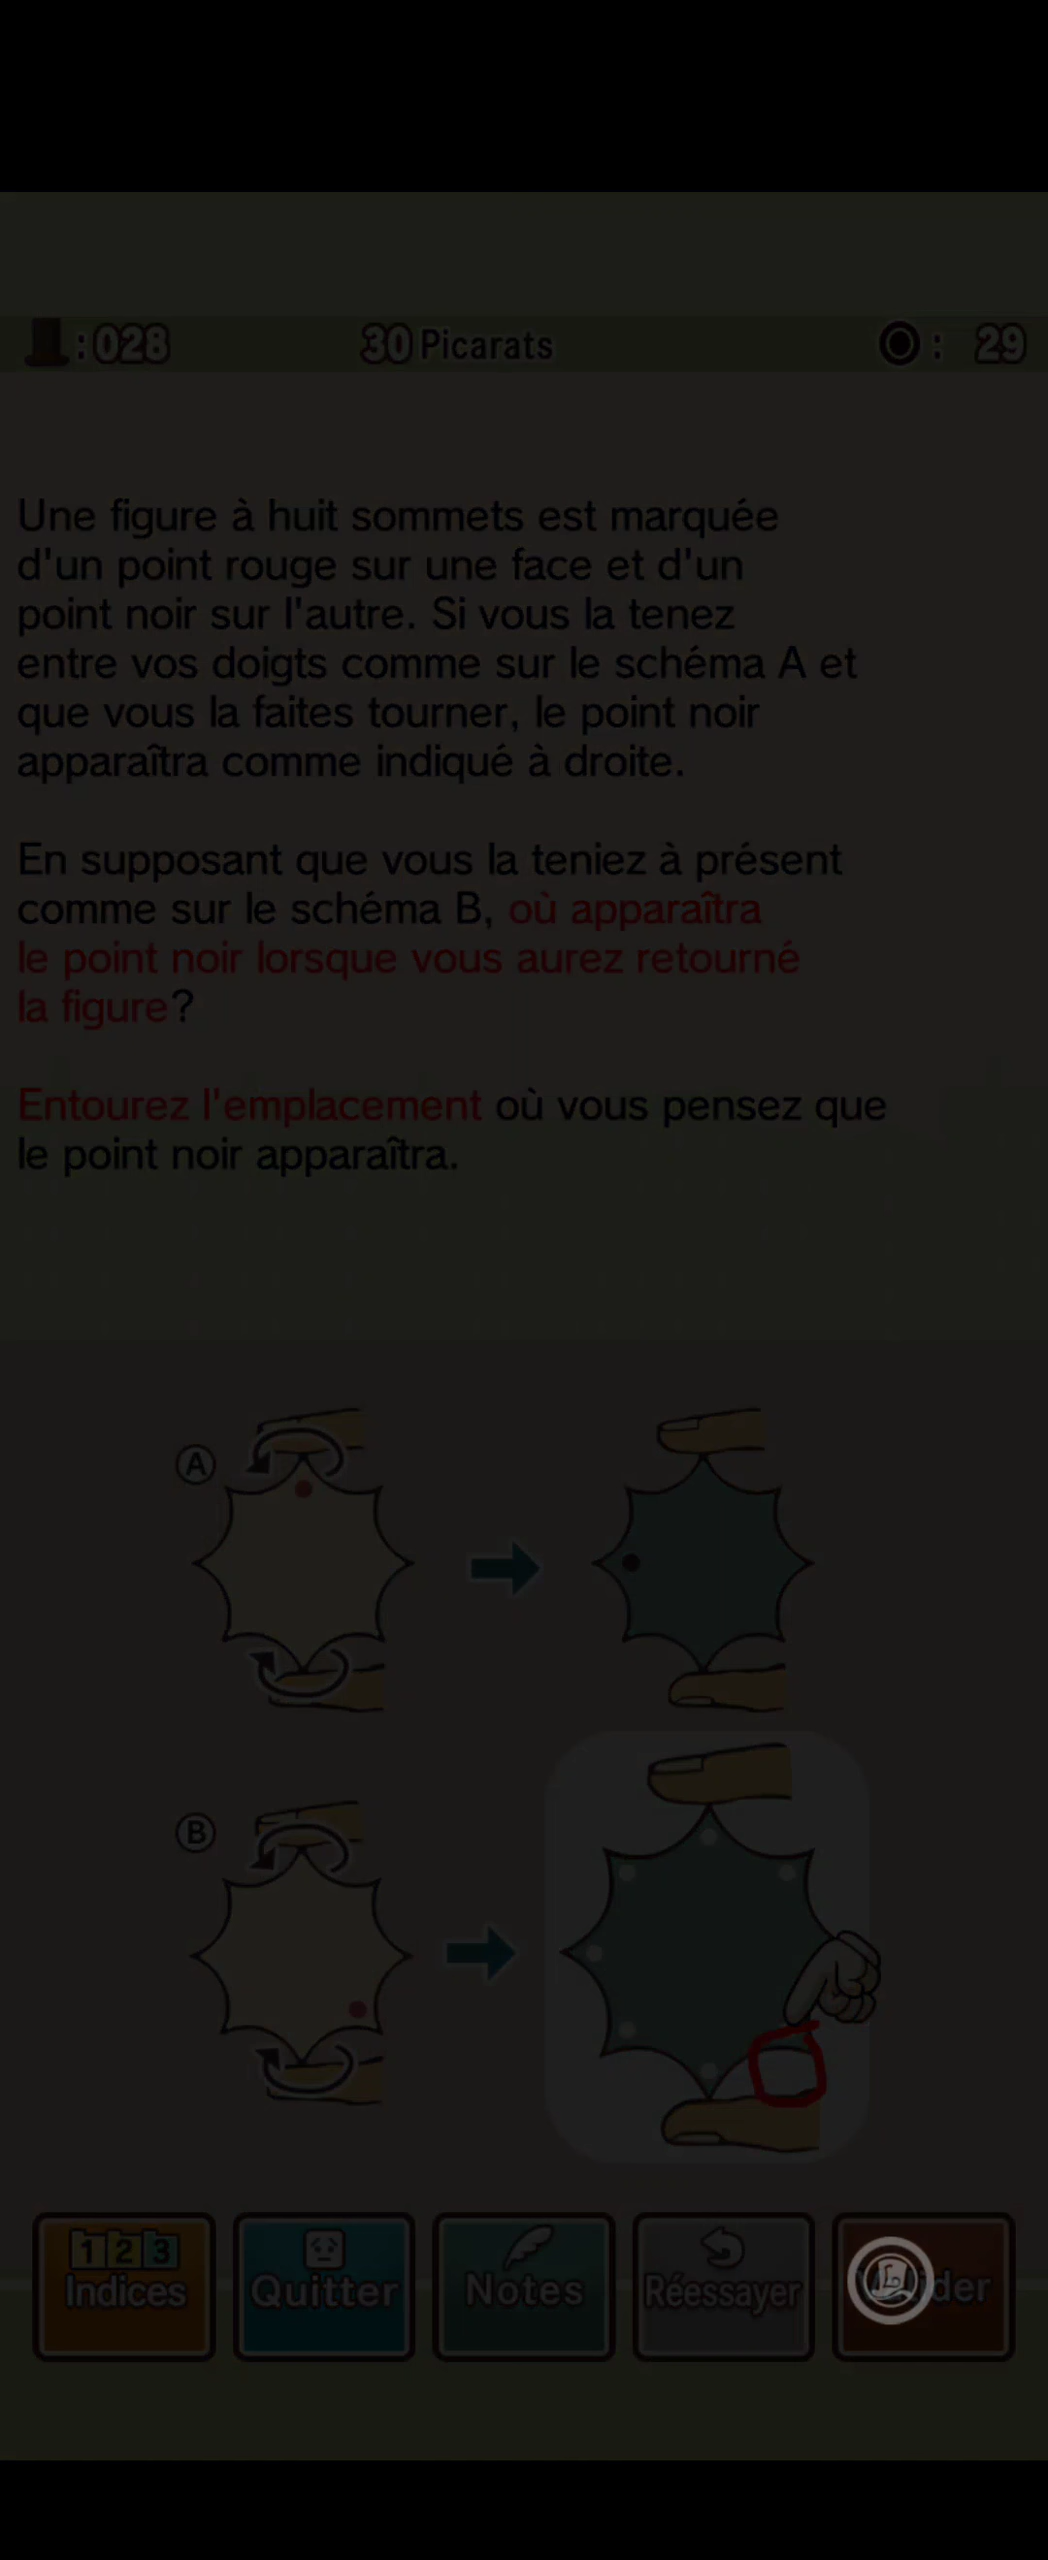 : 028 30 Picarats : 29
Une figure à huit sommets est marquée
d'un point rouge sur une face et d'un
point noir sur l'autre. Si vous la tenez
entre vos doigts comme sur le schéma A et
que vous la faites tourner, le point noir
apparaîtra comme indiqué à droite.
En supposant que vous la teniez à présent
comme sur le schéma B, où apparaîtra
le point noir lorsque vous aurez retourné
la figure?
Entourez l'emplacement où vous pensez que
le point noir apparaîtra.
A
B
1 2 3
Indices Quitter Notes Réessayer